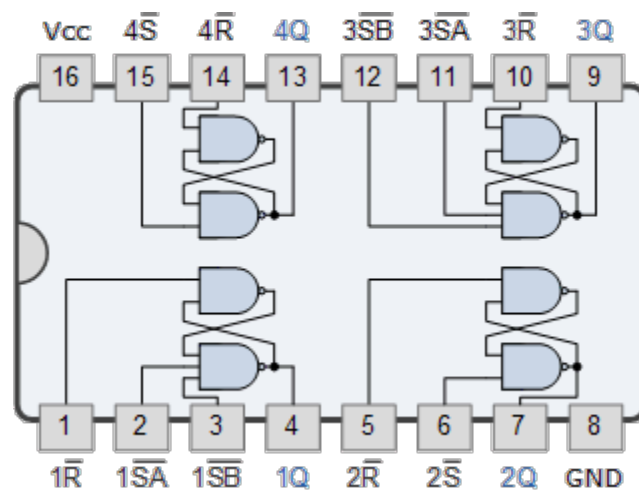 Vcc 4S̅ 4R̅ 4Q 3S̅B̅ 3S̅A̅ 3R̅ 3Q
16 15 14 13 12 11 10 9
1 2 3 4 5 6 7 8
1R̅ 1S̅A̅ 1S̅B̅ 1Q 2R̅ 2S̅ 2Q GND